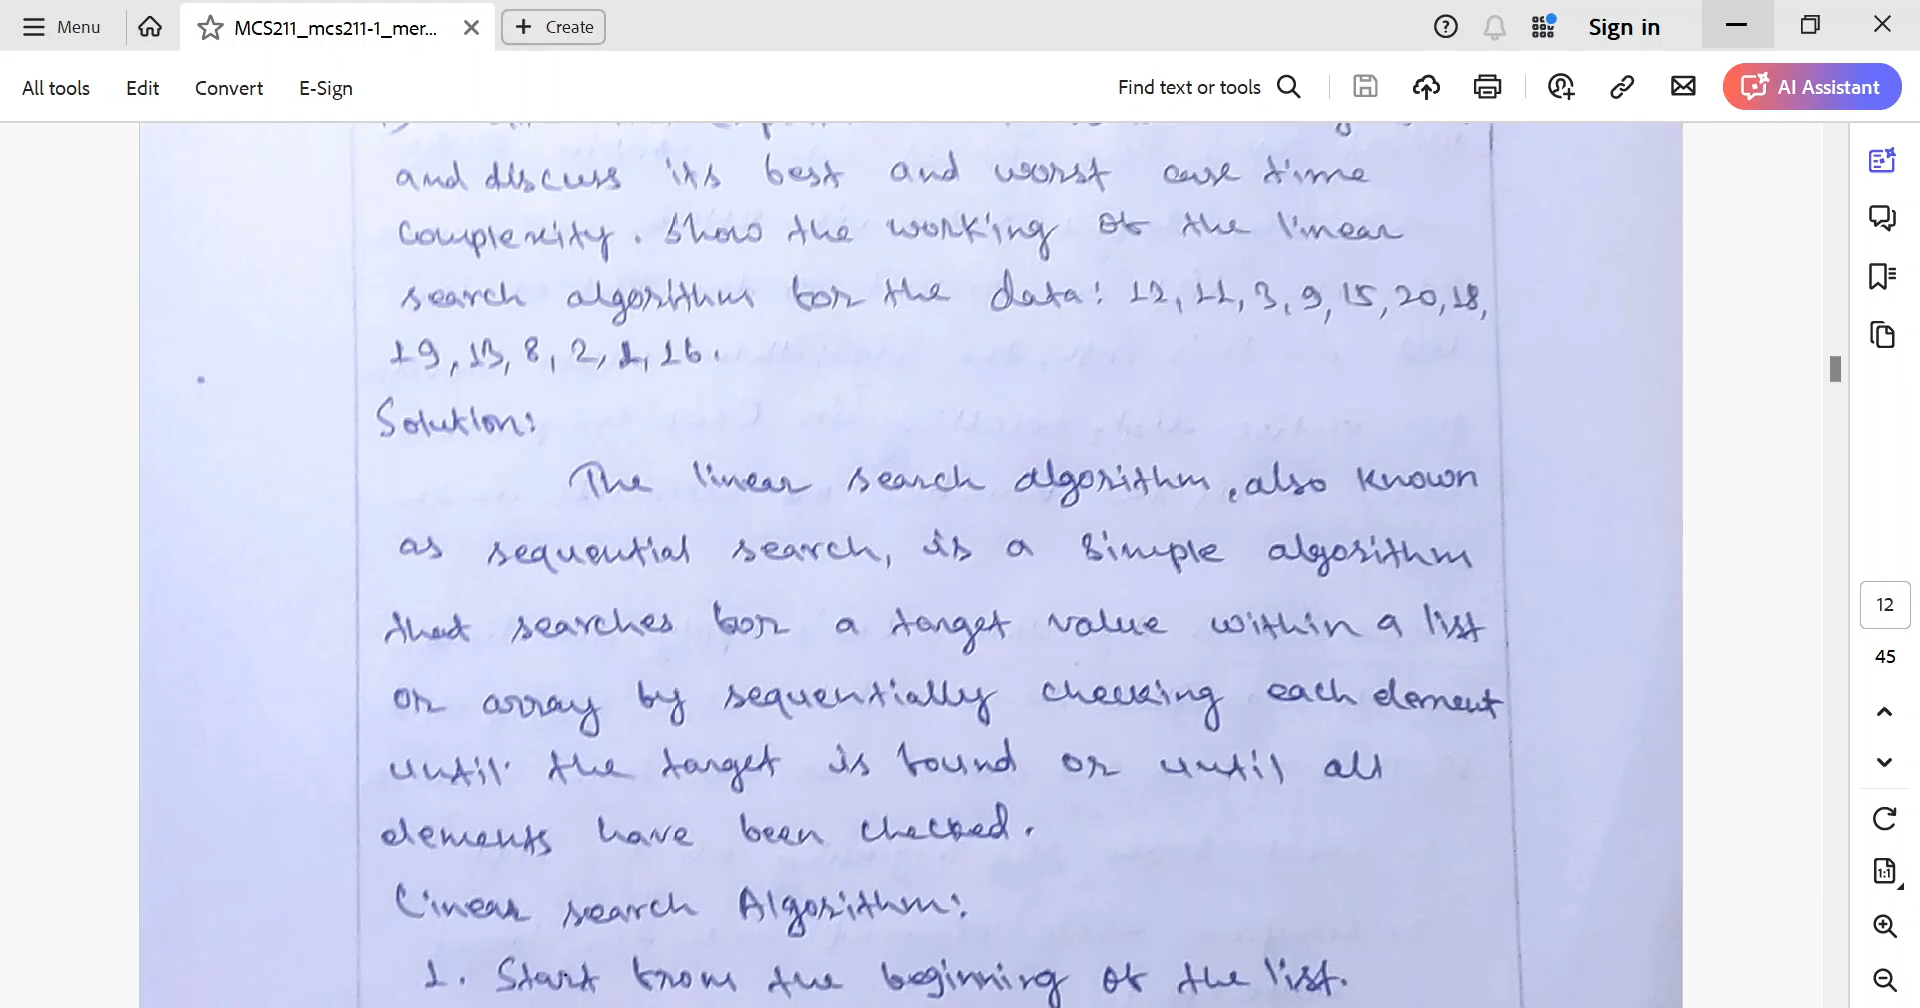 Menu
MCS211_mcs211-1_mer...
Create
Sign in
All tools Edit Convert E-Sign
Find text or tools
AI Assistant
and discuss its best and worst case time
complexity. Show the working of the linear
search algorithm for the data: 12, 11, 3, 9, 15, 20, 18,
19, 13, 8, 2, 1, 16.
Solution:
The linear search algorithm, also known
as sequential search, is a simple algorithm
that searches for a target value within a list
or array by sequentially checking each element
until the target is found or until all
elements have been checked.
Linear search Algorithm:
1. Start from the beginning of the list.
12
45